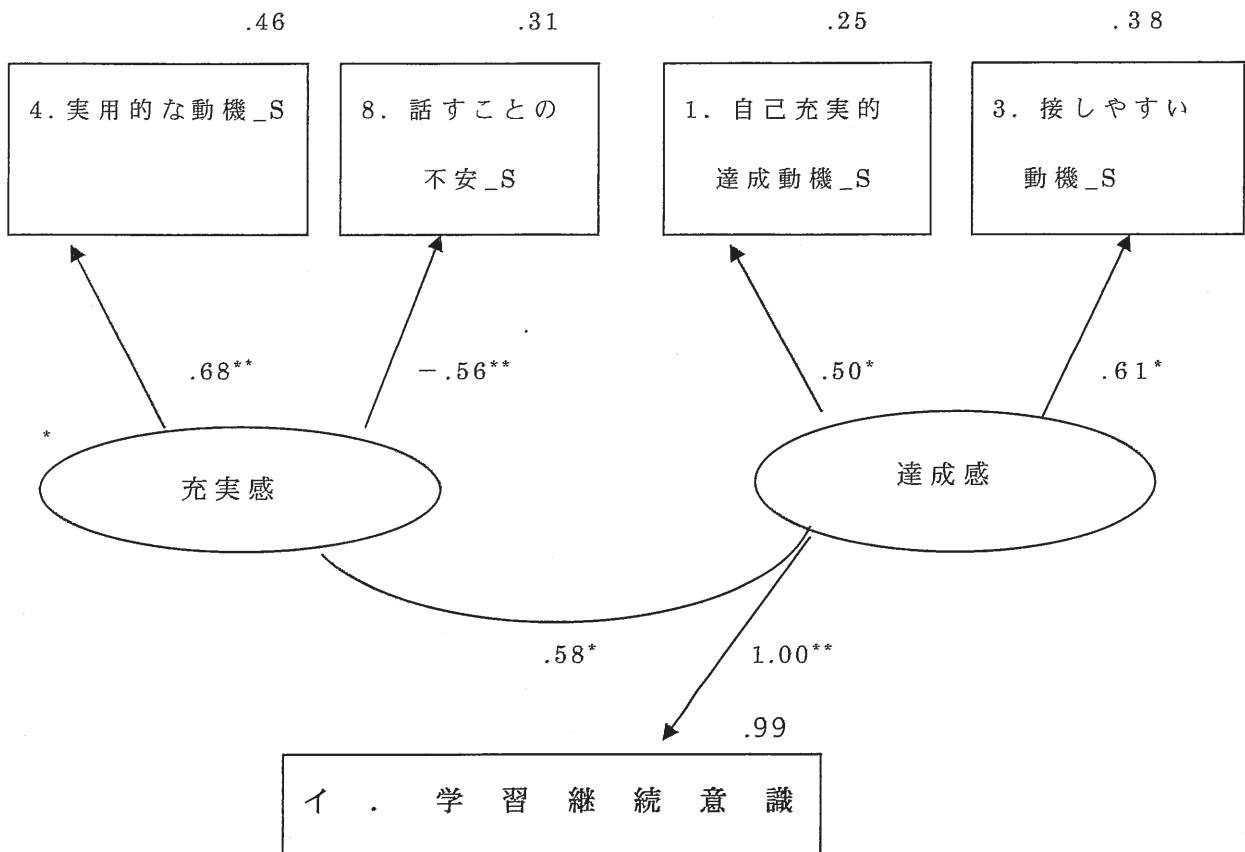 .46
.31
.25
.38
4. 実用的な動機_S
8. 話すことの
不安_S
1. 自己充実的
達成動機_S
3. 接しやすい
動機_S
.68**
−.56**
.50*
.61*
*
充実感
達成感
.58*
1.00**
.99
イ．学習継続意識